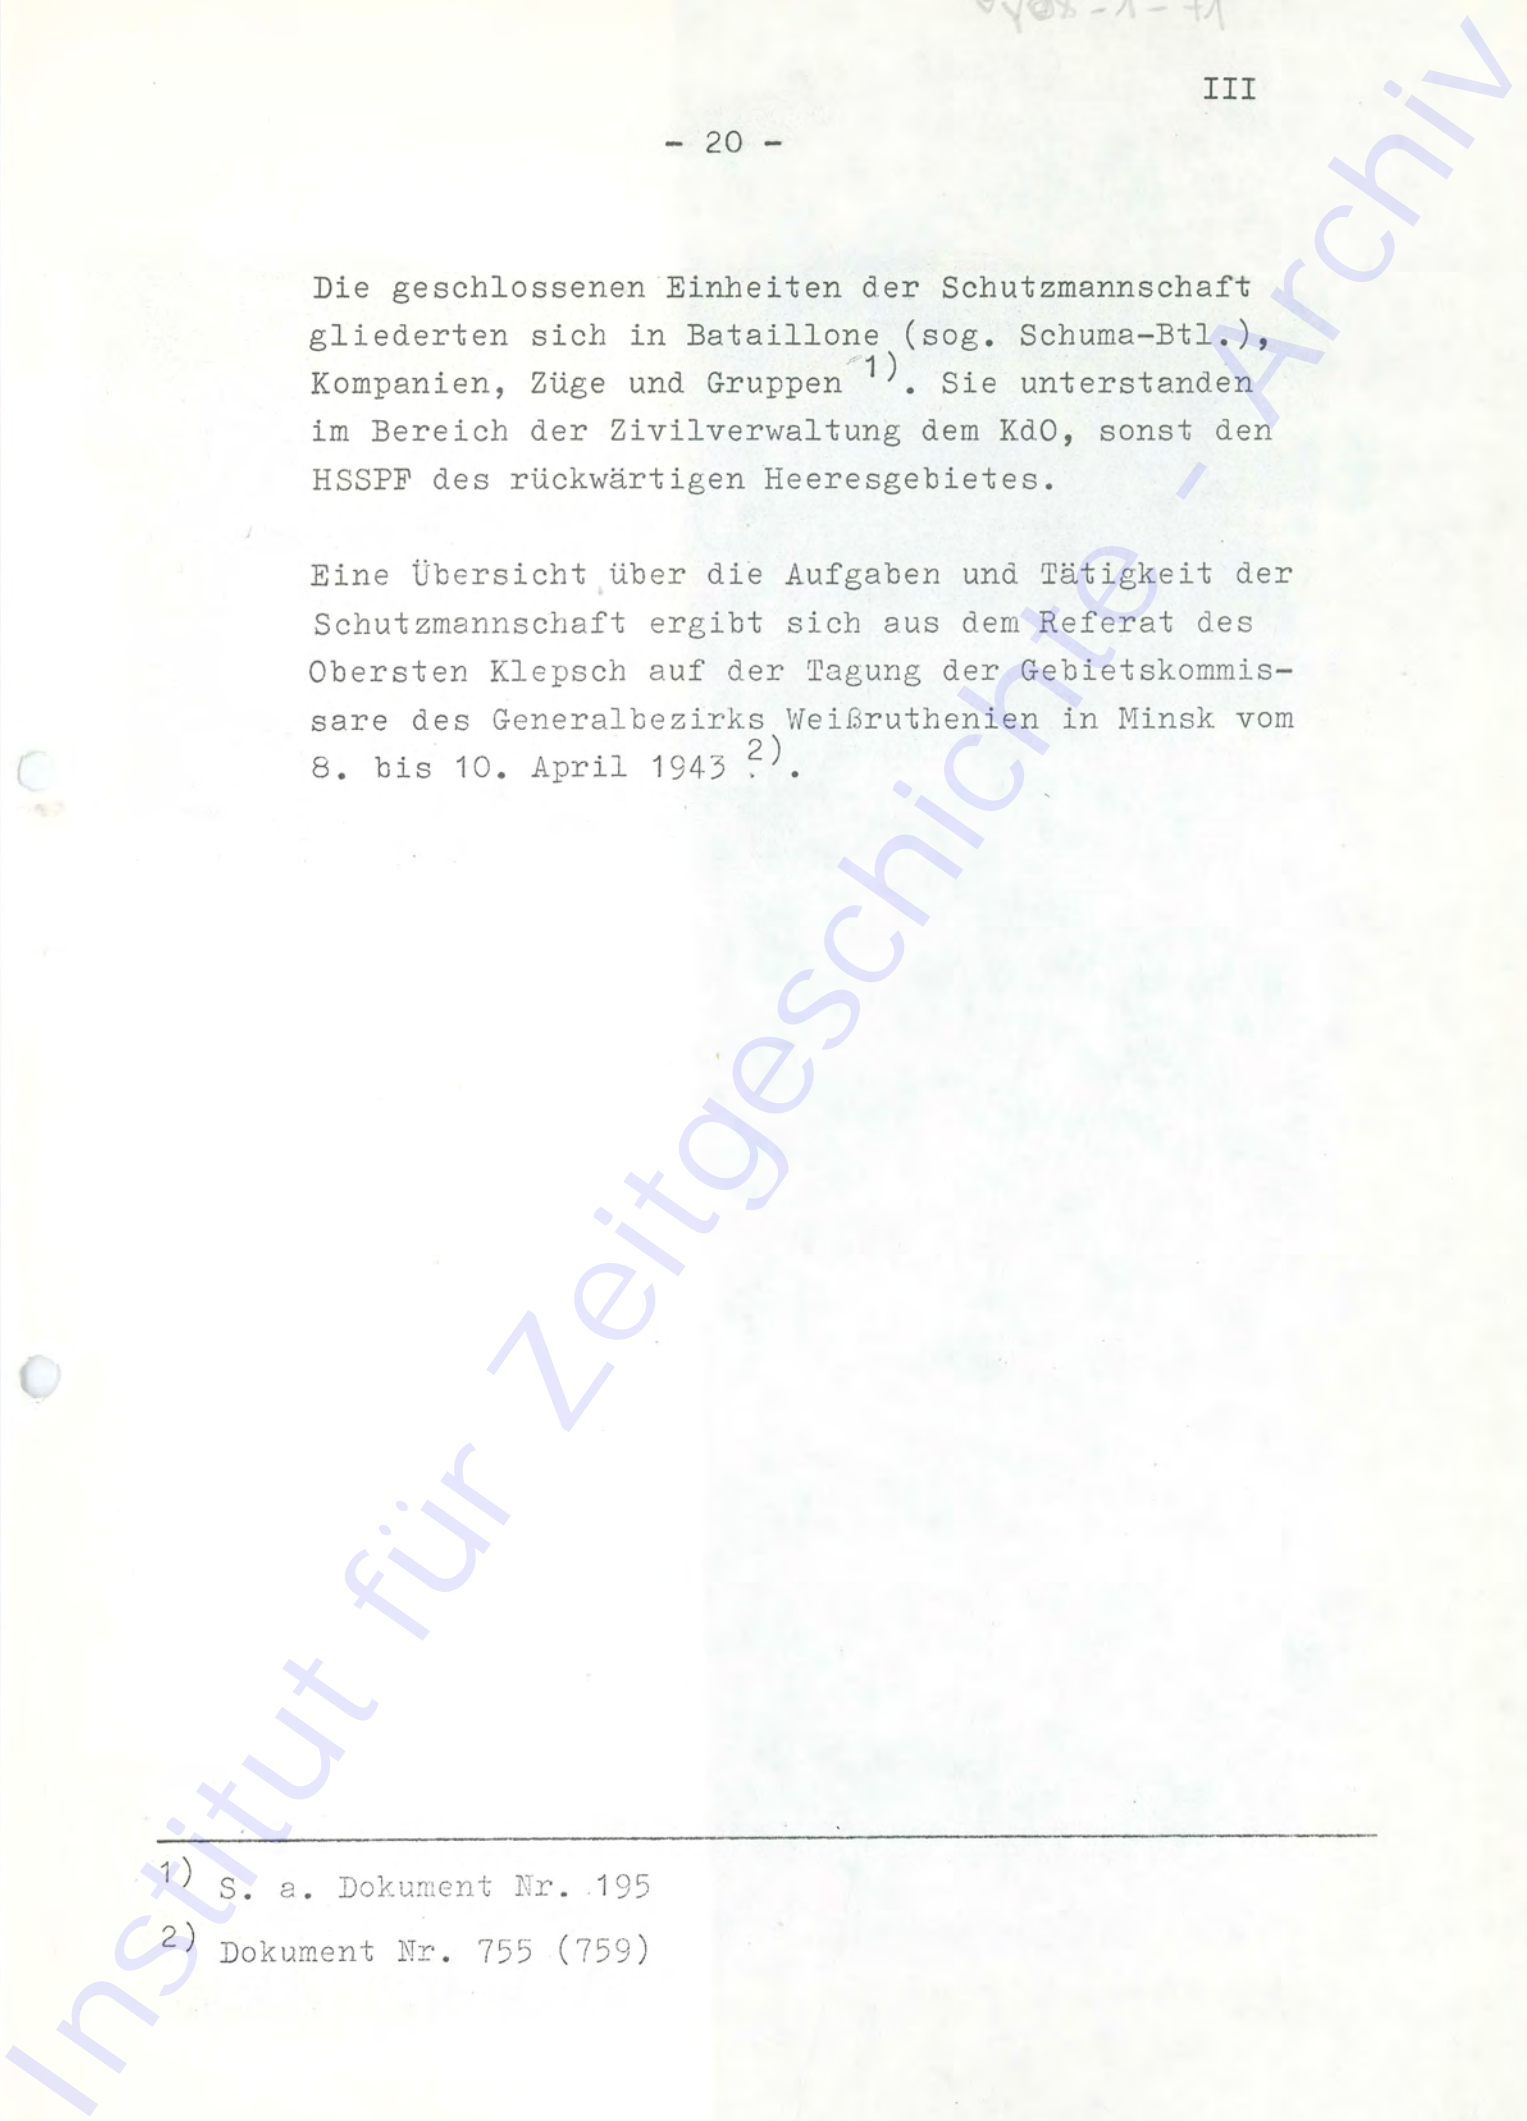 III
- 20 -
Die geschlossenen Einheiten der Schutzmannschaft
gliederten sich in Bataillone (sog. Schuma-Btl.),
Kompanien, Züge und Gruppen 1). Sie unterstanden
im Bereich der Zivilverwaltung dem KdO, sonst den
HSSPF des rückwärtigen Heeresgebietes.
Eine Übersicht über die Aufgaben und Tätigkeit der
Schutzmannschaft ergibt sich aus dem Referat des
Obersten Klepsch auf der Tagung der Gebietskommis-
sare des Generalbezirks Weißruthenien in Minsk vom
8. bis 10. April 1943 2).
1) S. a. Dokument Nr. 195
2) Dokument Nr. 755 (759)
Institut für Zeitgeschichte - Archiv